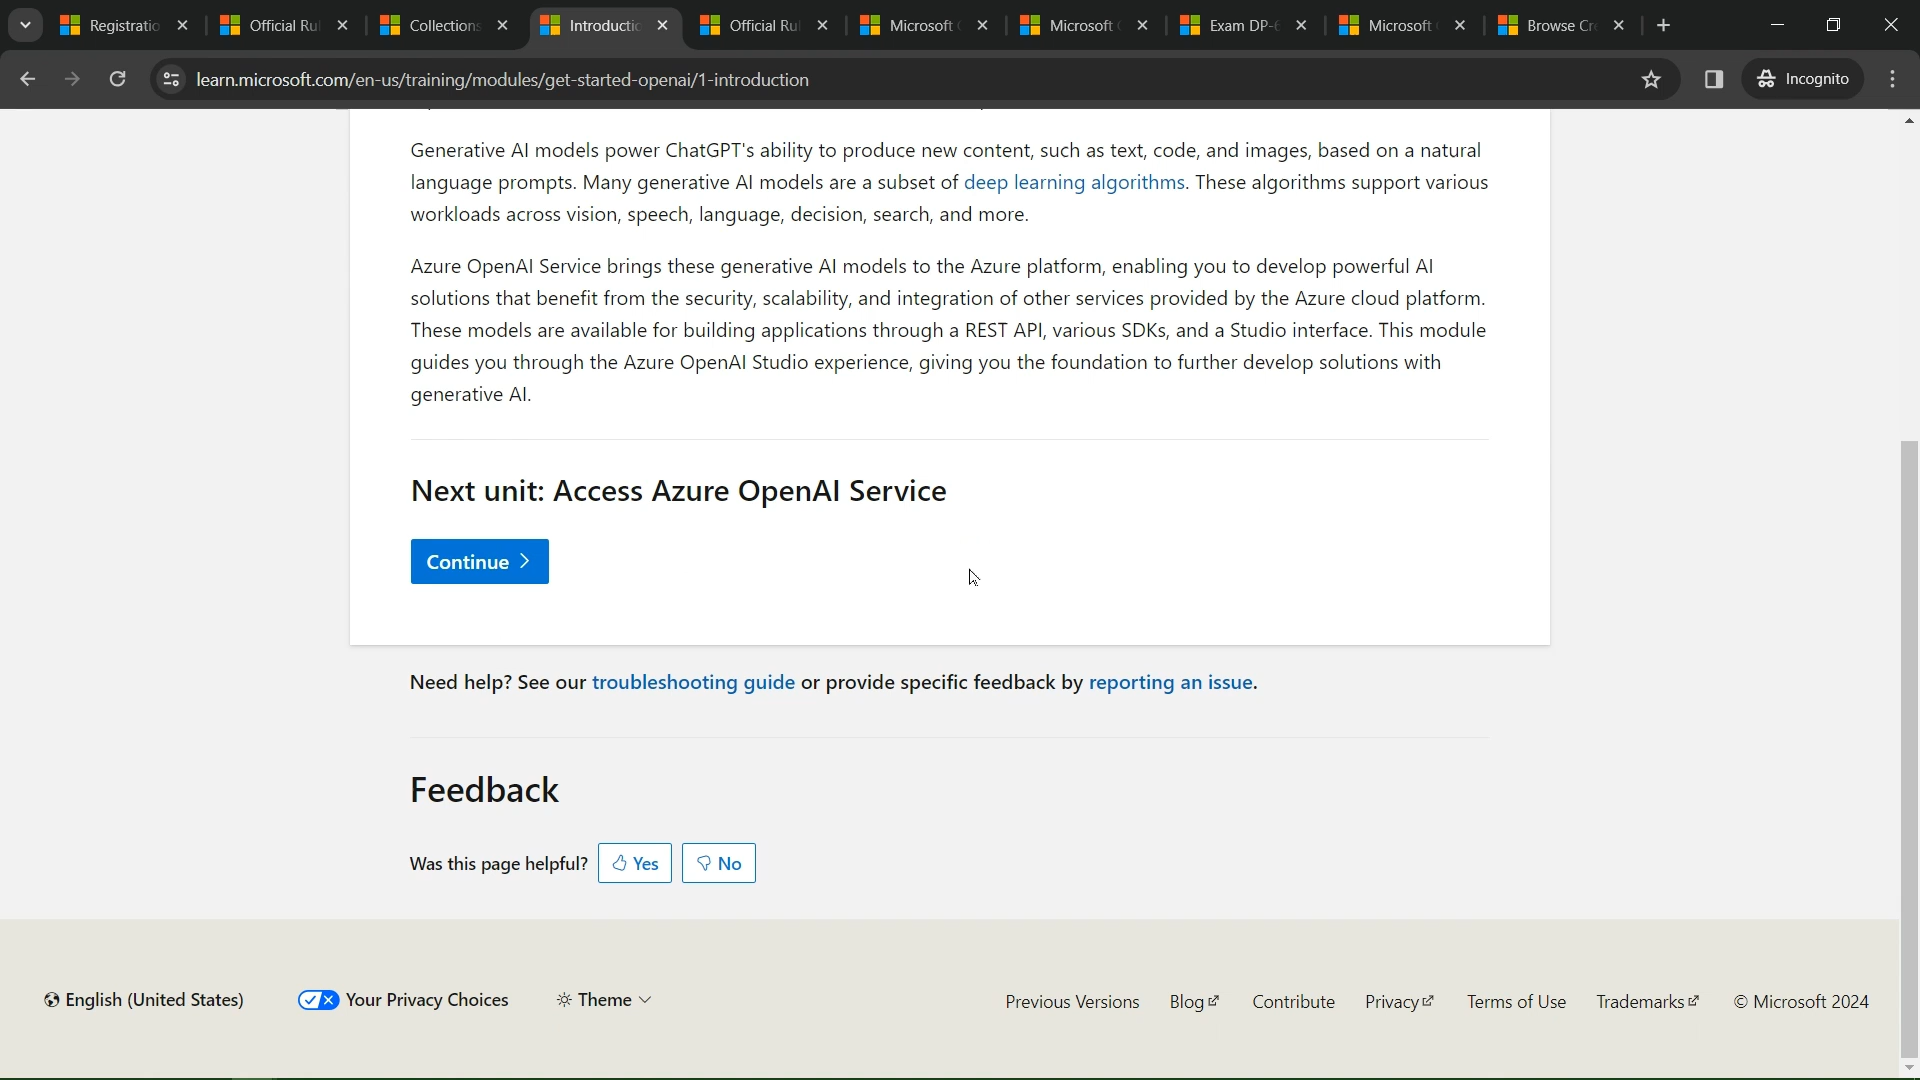 Registratio
Official Rul
Collections
Introductio
Official Rul
Microsoft
Microsoft
Exam DP-6
Microsoft
Browse Cr
learn.microsoft.com/en-us/training/modules/get-started-openai/1-introduction
Incognito
Generative AI models power ChatGPT's ability to produce new content, such as text, code, and images, based on a natural
language prompts. Many generative AI models are a subset of deep learning algorithms. These algorithms support various
workloads across vision, speech, language, decision, search, and more.
Azure OpenAI Service brings these generative AI models to the Azure platform, enabling you to develop powerful AI
solutions that benefit from the security, scalability, and integration of other services provided by the Azure cloud platform.
These models are available for building applications through a REST API, various SDKs, and a Studio interface. This module
guides you through the Azure OpenAI Studio experience, giving you the foundation to further develop solutions with
generative AI.
Next unit: Access Azure OpenAI Service
Continue
Need help? See our troubleshooting guide or provide specific feedback by reporting an issue.
Feedback
Was this page helpful? Yes No
English (United States) Your Privacy Choices Theme Previous Versions Blog Contribute Privacy Terms of Use Trademarks © Microsoft 2024